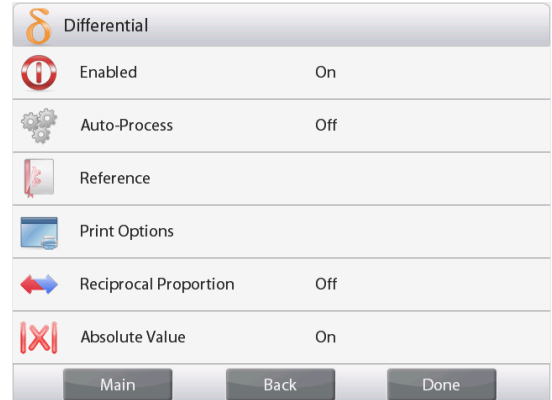 δ Differential
Enabled On
Auto-Process Off
Reference
Print Options
Reciprocal Proportion Off
|X| Absolute Value On
Main Back Done